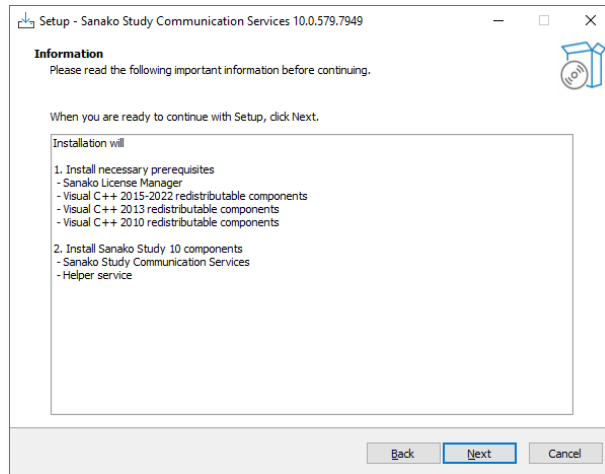 Setup - Sanako Study Communication Services 10.0.579.7949
Information
Please read the following important information before continuing.
When you are ready to continue with Setup, click Next.
Installation will
1. Install necessary prerequisites
- Sanako License Manager
- Visual C++ 2015-2022 redistributable components
- Visual C++ 2013 redistributable components
- Visual C++ 2010 redistributable components
2. Install Sanako Study 10 components
- Sanako Study Communication Services
- Helper service
Back
Next
Cancel